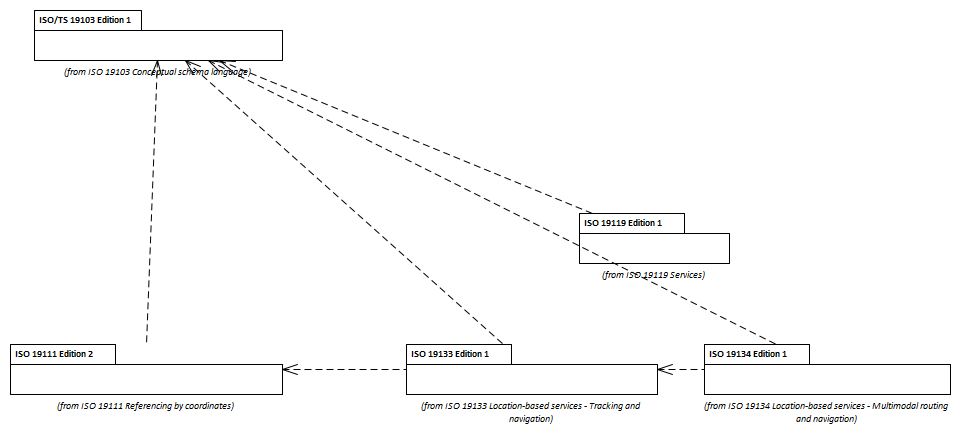 ISO/TS 19103 Edition 1
(from ISO 19103 Conceptual schema language)
ISO 19119 Edition 1
(from ISO 19119 Services)
ISO 19111 Edition 2
(from ISO 19111 Referencing by coordinates)
ISO 19133 Edition 1
(from ISO 19133 Location-based services - Tracking and
navigation)
ISO 19134 Edition 1
(from ISO 19134 Location-based services - Multimodal routing
and navigation)